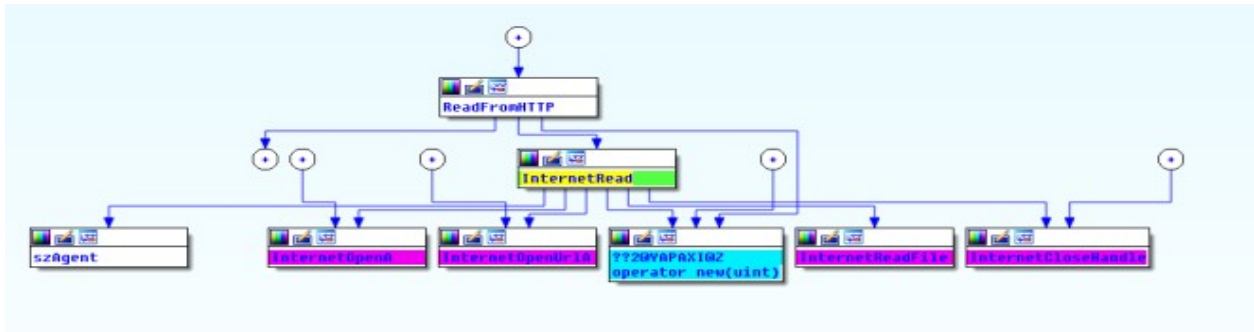 ReadFromHTTP
InternetRead
szAgent
InternetOpenA
InternetOpenUrlA
??2@YAPAXI@Z
operator new(uint)
InternetReadFile
InternetCloseHandle